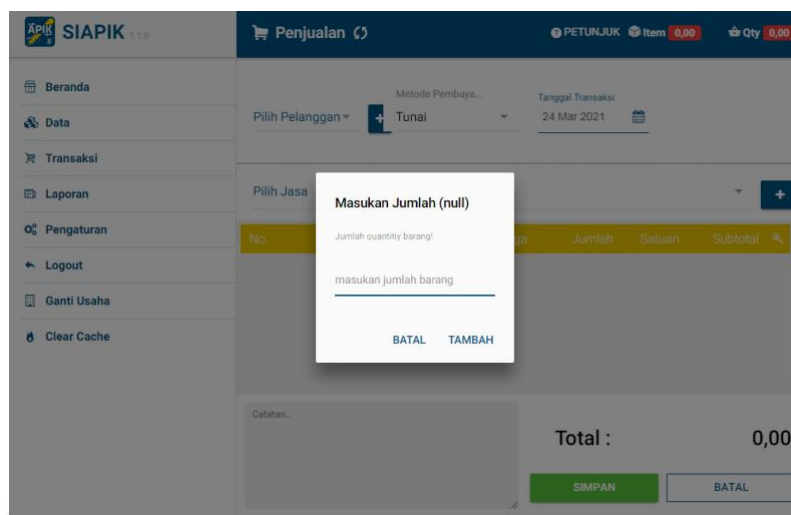 SIAPIK 1.1.0
Penjualan
PETUNJUK Item 0,00 Qty 0,00
Beranda
Data
Transaksi
Laporan
Pengaturan
Logout
Ganti Usaha
Clear Cache
Metode Pembaya...
Tanggal Transaksi
Pilih Pelanggan + Tunai 24 Mar 2021
Pilih Jasa +
Masukan Jumlah (null)
Jumlah quantitiy barang!
masukan jumlah barang
BATAL TAMBAH
No. ga Jumlah Satuan Subtotal
Catatan..
Total : 0,00
SIMPAN BATAL